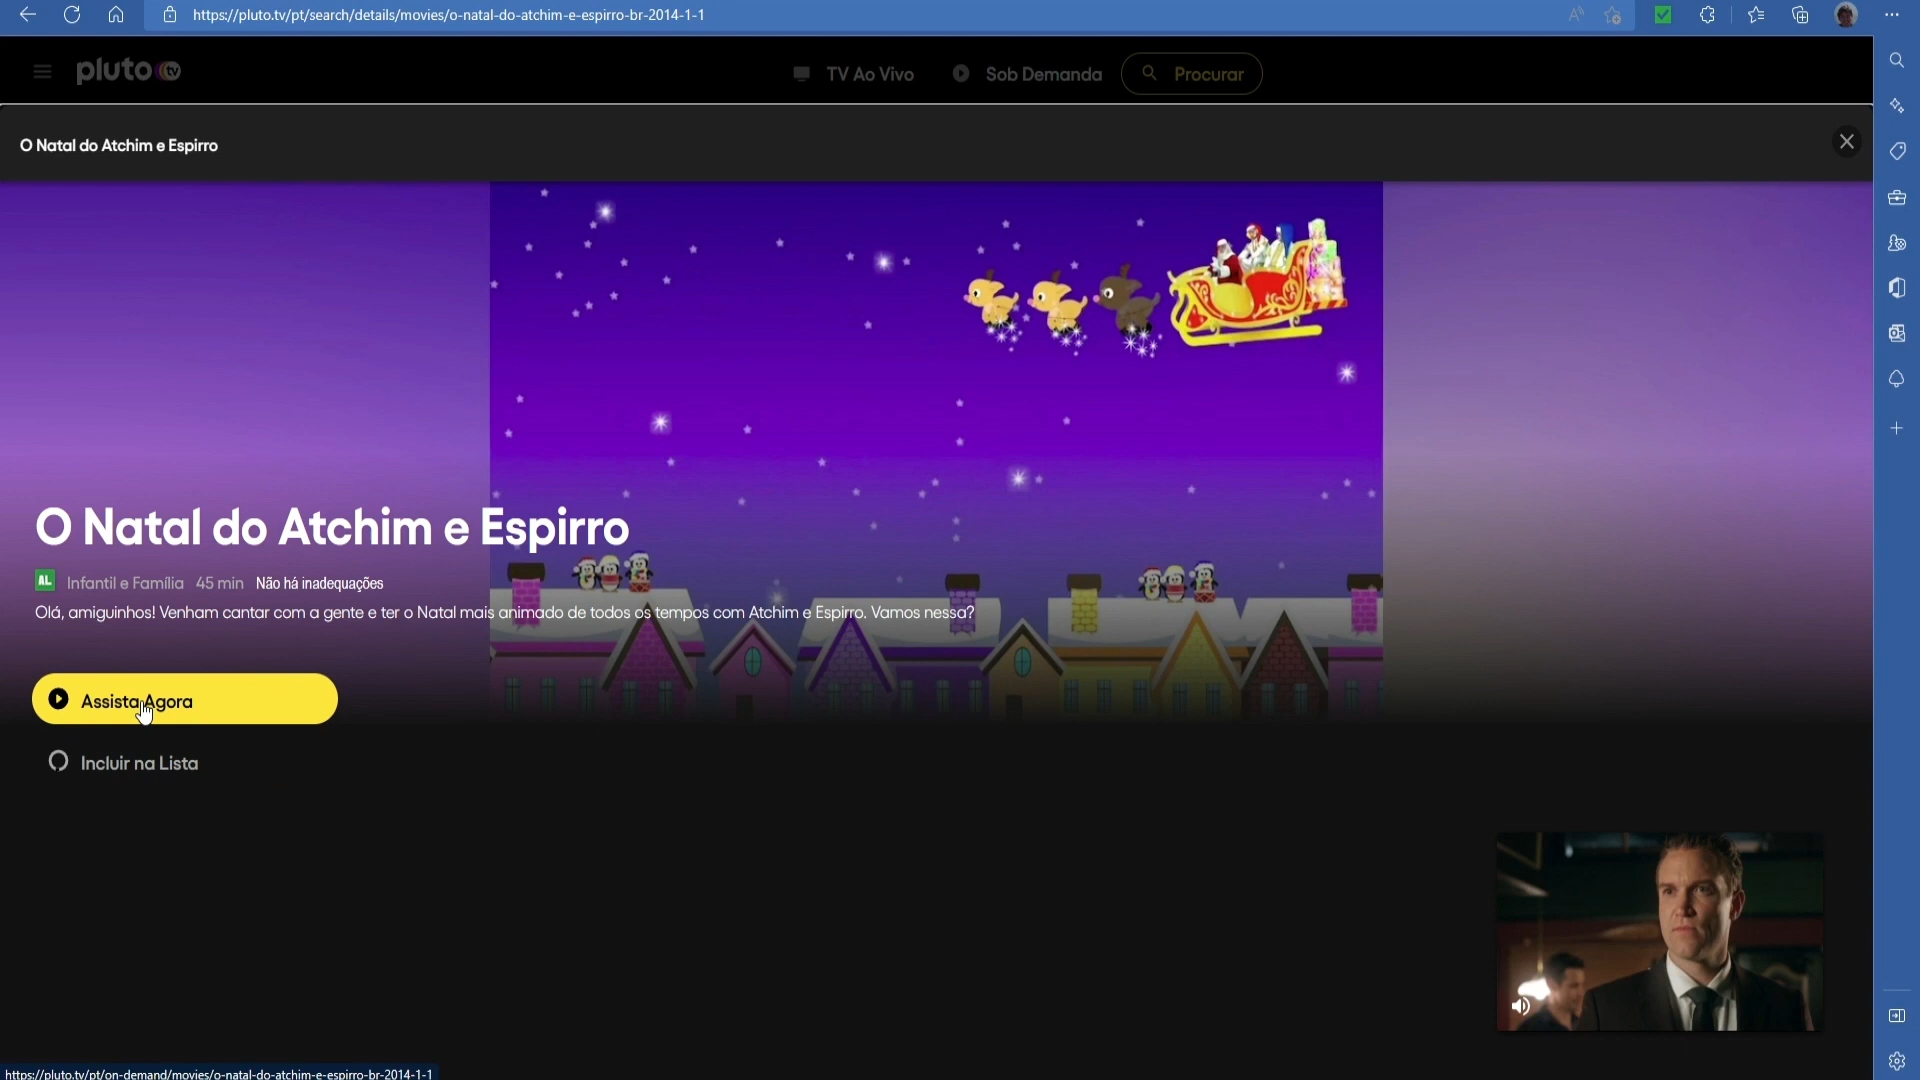 https://pluto.tv/pt/search/details/movies/o-natal-do-atchim-e-espirro-br-2014-1-1
pluto tv
TV Ao Vivo
Sob Demanda
Procurar
O Natal do Atchim e Espirro
O Natal do Atchim e Espirro
AL Infantil e Família 45 min Não há inadequações
Olá, amiguinhos! Venham cantar com a gente e ter o Natal mais animado de todos os tempos com Atchim e Espirro. Vamos nessa?
Assista Agora
Incluir na Lista
https://pluto.tv/pt/on-demand/movies/o-natal-do-atchim-e-espirro-br-2014-1-1